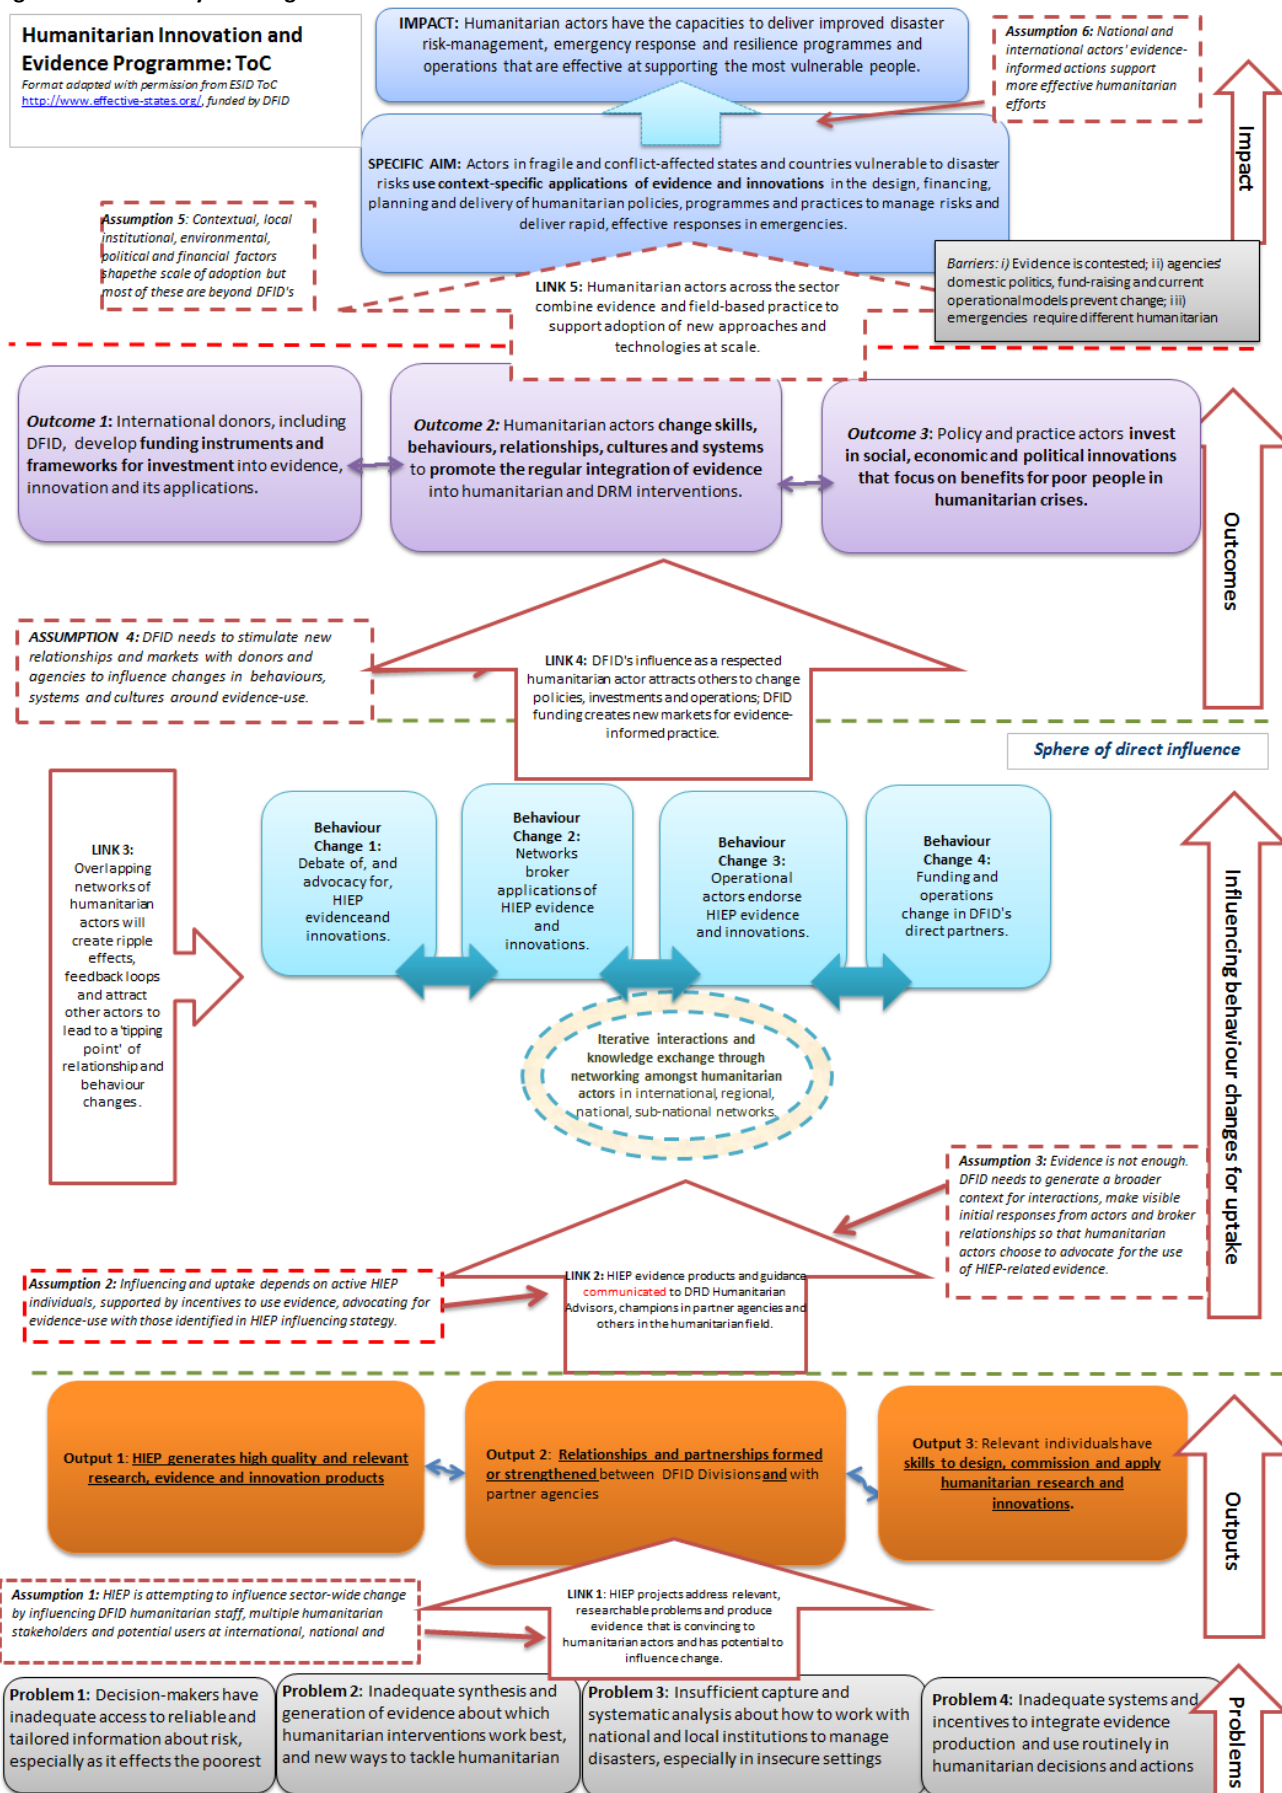 Humanitarian Innovation and
Evidence Programme: ToC
Format adapted with permission from ESID ToC
http://www.effective-states.org/, funded by DFID
IMPACT: Humanitarian actors have the capacities to deliver improved disaster
risk-management, emergency response and resilience programmes and
operations that are effective at supporting the most vulnerable people.
Assumption 6: National and
international actors' evidence-
informed actions support
more effective humanitarian
efforts
Impact
SPECIFIC AIM: Actors in fragile and conflict-affected states and countries vulnerable to disaster
risks use context-specific applications of evidence and innovations in the design, financing,
planning and delivery of humanitarian policies, programmes and practices to manage risks and
deliver rapid, effective responses in emergencies.
Assumption 5: Contextual, local
institutional, environmental,
political and financial factors
shapethe scale of adoption but
most of these are beyond DFID's
LINK 5: Humanitarian actors across the sector
combine evidence and field-based practice to
support adoption of new approaches and
technologies at scale.
Barriers: i) Evidence is contested; ii) agencies'
domestic politics, fund-raising and current
operational models prevent change; iii)
emergencies require different humanitarian
Outcome 1: International donors, including
DFID, develop funding instruments and
frameworks for investment into evidence,
innovation and its applications.
Outcome 2: Humanitarian actors change skills,
behaviours, relationships, cultures and systems
to promote the regular integration of evidence
into humanitarian and DRM interventions.
Outcome 3: Policy and practice actors invest
in social, economic and political innovations
that focus on benefits for poor people in
humanitarian crises.
Outcomes
ASSUMPTION 4: DFID needs to stimulate new
relationships and markets with donors and
agencies to influence changes in behaviours,
systems and cultures around evidence-use.
LINK 4: DFID's influence as a respected
humanitarian actor attracts others to change
policies, investments and operations; DFID
funding creates new markets for evidence-
informed practice.
Sphere of direct influence
LINK 3:
Overlapping
networks of
humanitarian
actors will
create ripple
effects,
feedback loops
and attract
other actors to
lead to a 'tipping
point' of
relationship and
behaviour
changes.
Behaviour
Change 1:
Debate of, and
advocacy for,
HIEP
evidenceand
innovations.
Behaviour
Change 2:
Networks
broker
applications of
HIEP evidence
and
innovations.
Behaviour
Change 3:
Operational
actors endorse
HIEP evidence
and innovations.
Behaviour
Change 4:
Funding and
operations
change in DFID's
direct partners.
Influencing behaviour changes for uptake
Iterative interactions and
knowledge exchange through
networking amongst humanitarian
actors in international, regional,
national, sub-national networks.
Assumption 3: Evidence is not enough.
DFID needs to generate a broader
context for interactions, make visible
initial responses from actors and broker
relationships so that humanitarian
actors choose to advocate for the use
of HIEP-related evidence.
Assumption 2: Influencing and uptake depends on active HIEP
individuals, supported by incentives to use evidence, advocating for
evidence-use with those identified in HIEP influencing stategy.
LINK 2: HIEP evidence products and guidance
communicated to DFID Humanitarian
Advisors, champions in partner agencies and
others in the humanitarian field.
Output 1: HIEP generates high quality and relevant
research, evidence and innovation products
Output 2: Relationships and partnerships formed
or strengthened between DFID Divisions and with
partner agencies
Output 3: Relevant individuals have
skills to design, commission and apply
humanitarian research and
innovations.
Outputs
Assumption 1: HIEP is attempting to influence sector-wide change
by influencing DFID humanitarian staff, multiple humanitarian
stakeholders and potential users at international, national and
LINK 1: HIEP projects address relevant,
researchable problems and produce
evidence that is convincing to
humanitarian actors and has potential to
influence change.
Problem 1: Decision-makers have
inadequate access to reliable and
tailored information about risk,
especially as it effects the poorest
Problem 2: Inadequate synthesis and
generation of evidence about which
humanitarian interventions work best,
and new ways to tackle humanitarian
Problem 3: Insufficient capture and
systematic analysis about how to work with
national and local institutions to manage
disasters, especially in insecure settings
Problem 4: Inadequate systems and
incentives to integrate evidence
production and use routinely in
humanitarian decisions and actions
Problems